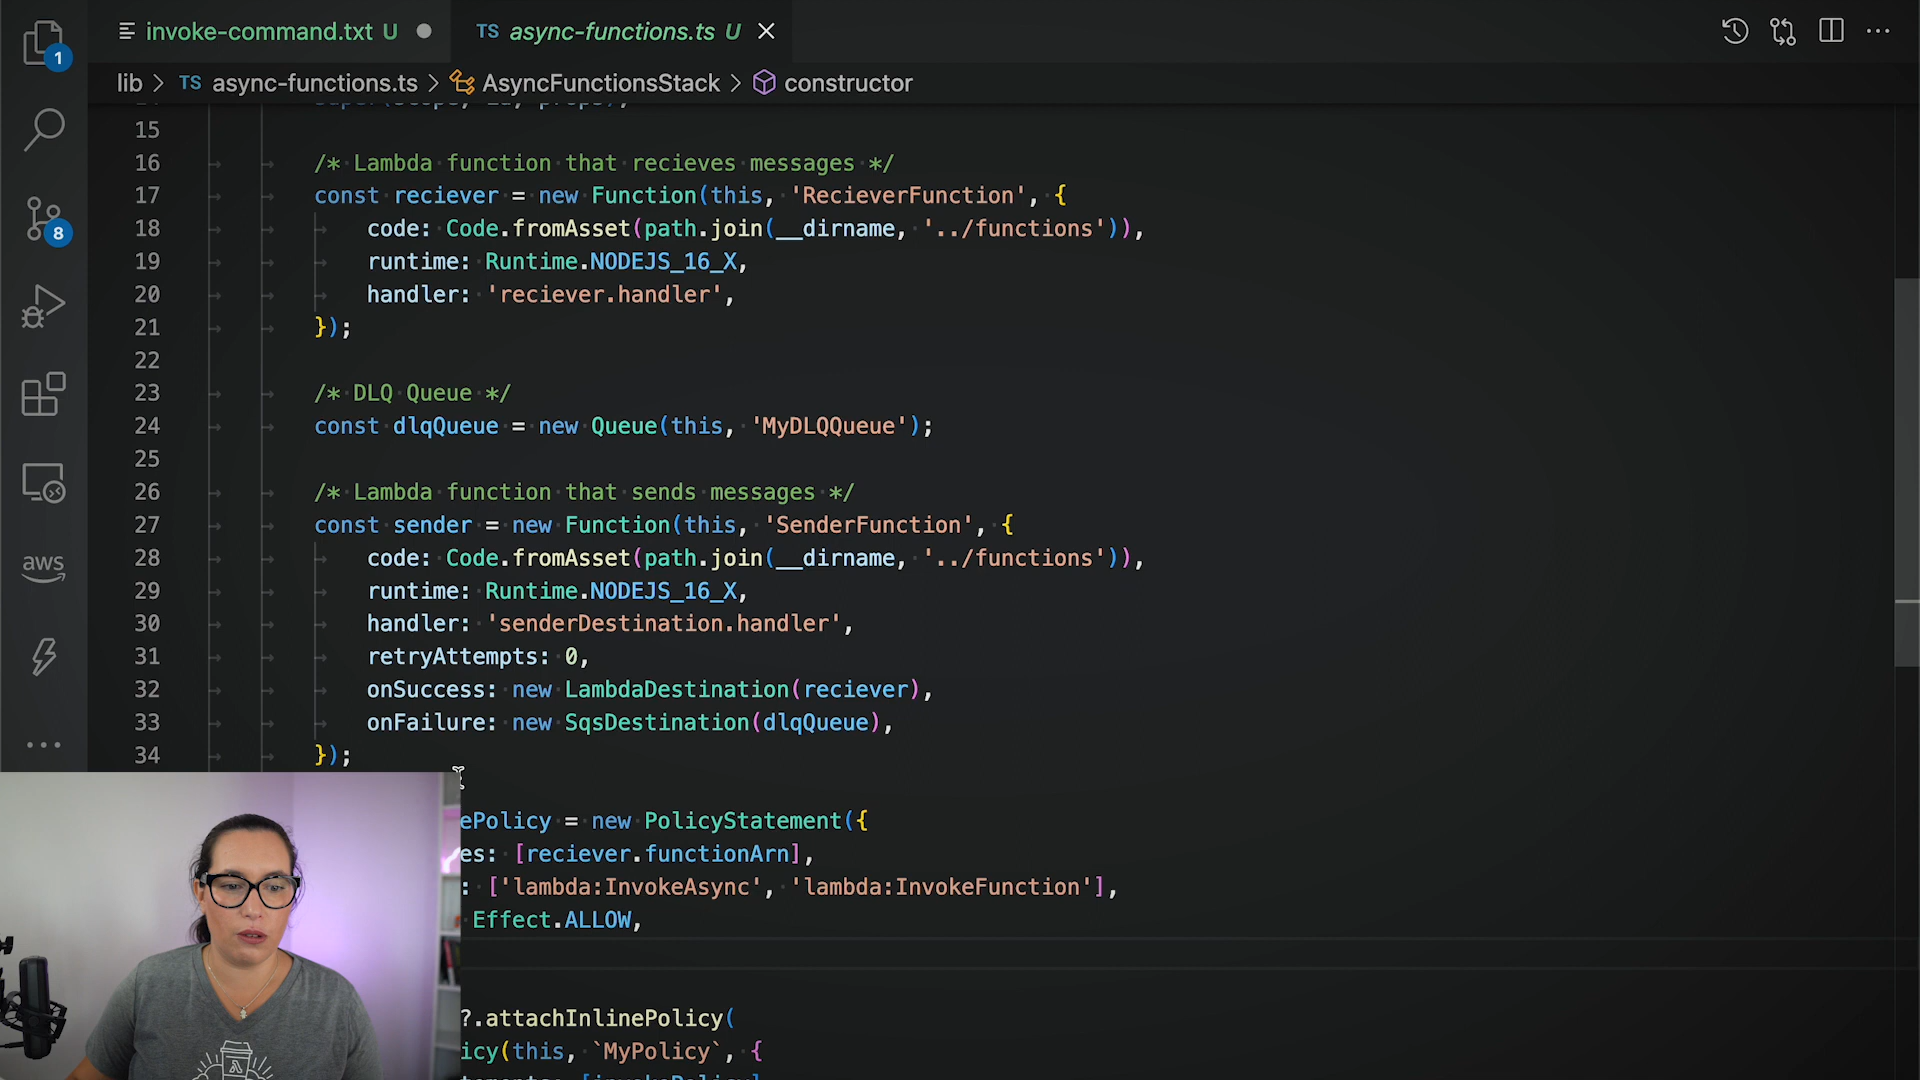 invoke-command.txt U
TS async-functions.ts U
1
lib > TS async-functions.ts > AsyncFunctionsStack > constructor
15
16 /* Lambda function that recieves messages */
17 const reciever = new Function(this, 'RecieverFunction', {
18 code: Code.fromAsset(path.join(__dirname, '../functions')),
19 runtime: Runtime.NODEJS_16_X,
20 handler: 'reciever.handler',
21 });
22
23 /* DLQ Queue */
24 const dlqQueue = new Queue(this, 'MyDLQQueue');
25
26 /* Lambda function that sends messages */
27 const sender = new Function(this, 'SenderFunction', {
28 code: Code.fromAsset(path.join(__dirname, '../functions')),
29 runtime: Runtime.NODEJS_16_X,
30 handler: 'senderDestination.handler',
31 retryAttempts: 0,
32 onSuccess: new LambdaDestination(reciever),
33 onFailure: new SqsDestination(dlqQueue),
34 });
ePolicy = new PolicyStatement({
es: [reciever.functionArn],
: ['lambda:InvokeAsync', 'lambda:InvokeFunction'],
Effect.ALLOW,
?.attachInlinePolicy(
icy(this, `MyPolicy`, {
8
aws